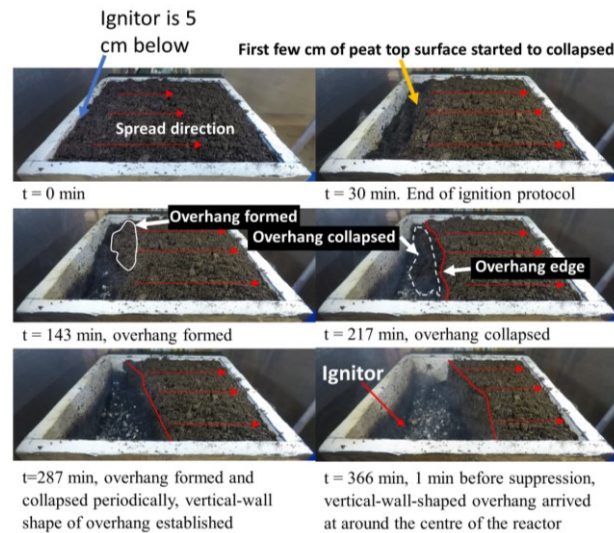 Ignitor is 5
cm below
First few cm of peat top surface started to collapsed
Spread direction
t = 0 min
t = 30 min. End of ignition protocol
Overhang formed
Overhang collapsed
Overhang edge
t = 143 min, overhang formed
t = 217 min, overhang collapsed
Ignitor
t=287 min, overhang formed and
collapsed periodically, vertical-wall
shape of overhang established
t = 366 min, 1 min before suppression,
vertical-wall-shaped overhang arrived
at around the centre of the reactor